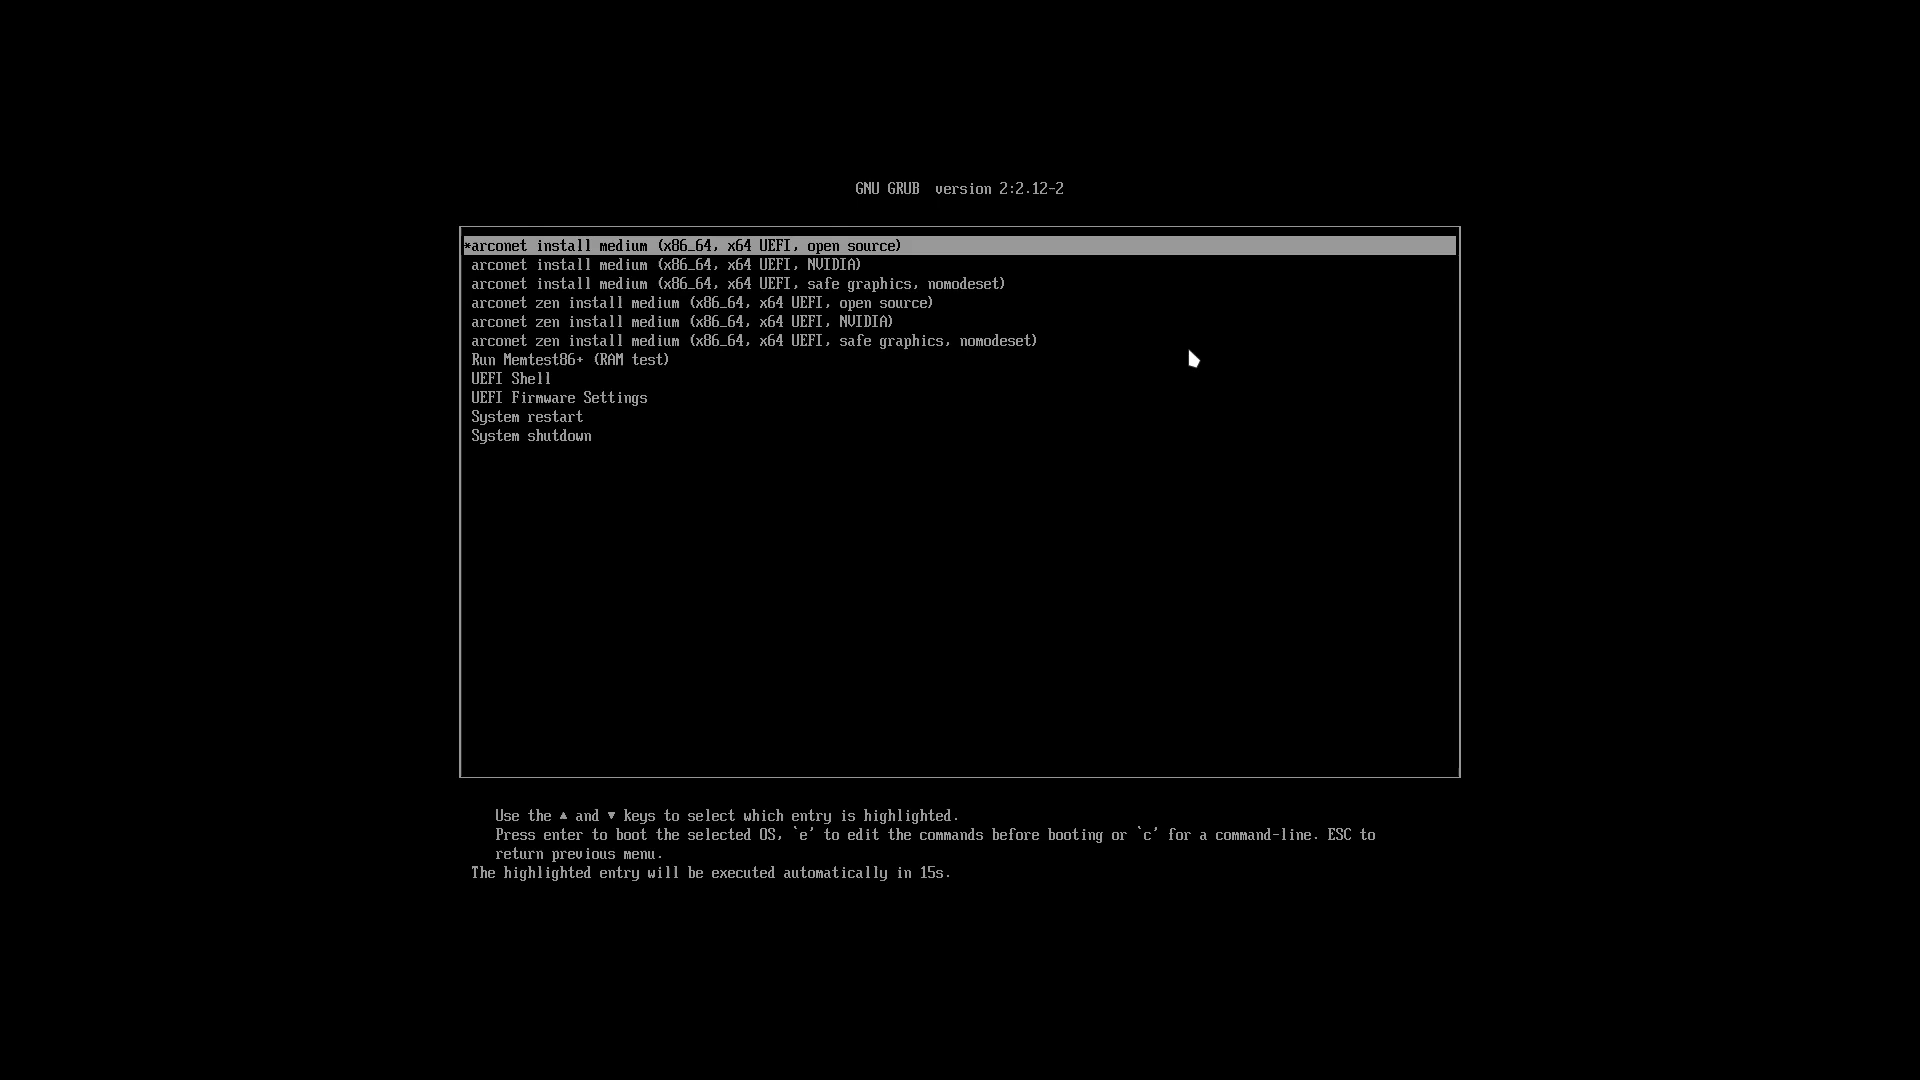 GNU GRUB  version 2:2.12-2
*arconet install medium (x86_64, x64 UEFI, open source)
arconet install medium (x86_64, x64 UEFI, NVIDIA)
arconet install medium (x86_64, x64 UEFI, safe graphics, nomodeset)
arconet zen install medium (x86_64, x64 UEFI, open source)
arconet zen install medium (x86_64, x64 UEFI, NVIDIA)
arconet zen install medium (x86_64, x64 UEFI, safe graphics, nomodeset)
Run Memtest86+ (RAM test)
UEFI Shell
UEFI Firmware Settings
System restart
System shutdown
Use the ▲ and ▼ keys to select which entry is highlighted.
Press enter to boot the selected OS, `e' to edit the commands before booting or `c' for a command-line. ESC to
return previous menu.
The highlighted entry will be executed automatically in 15s.